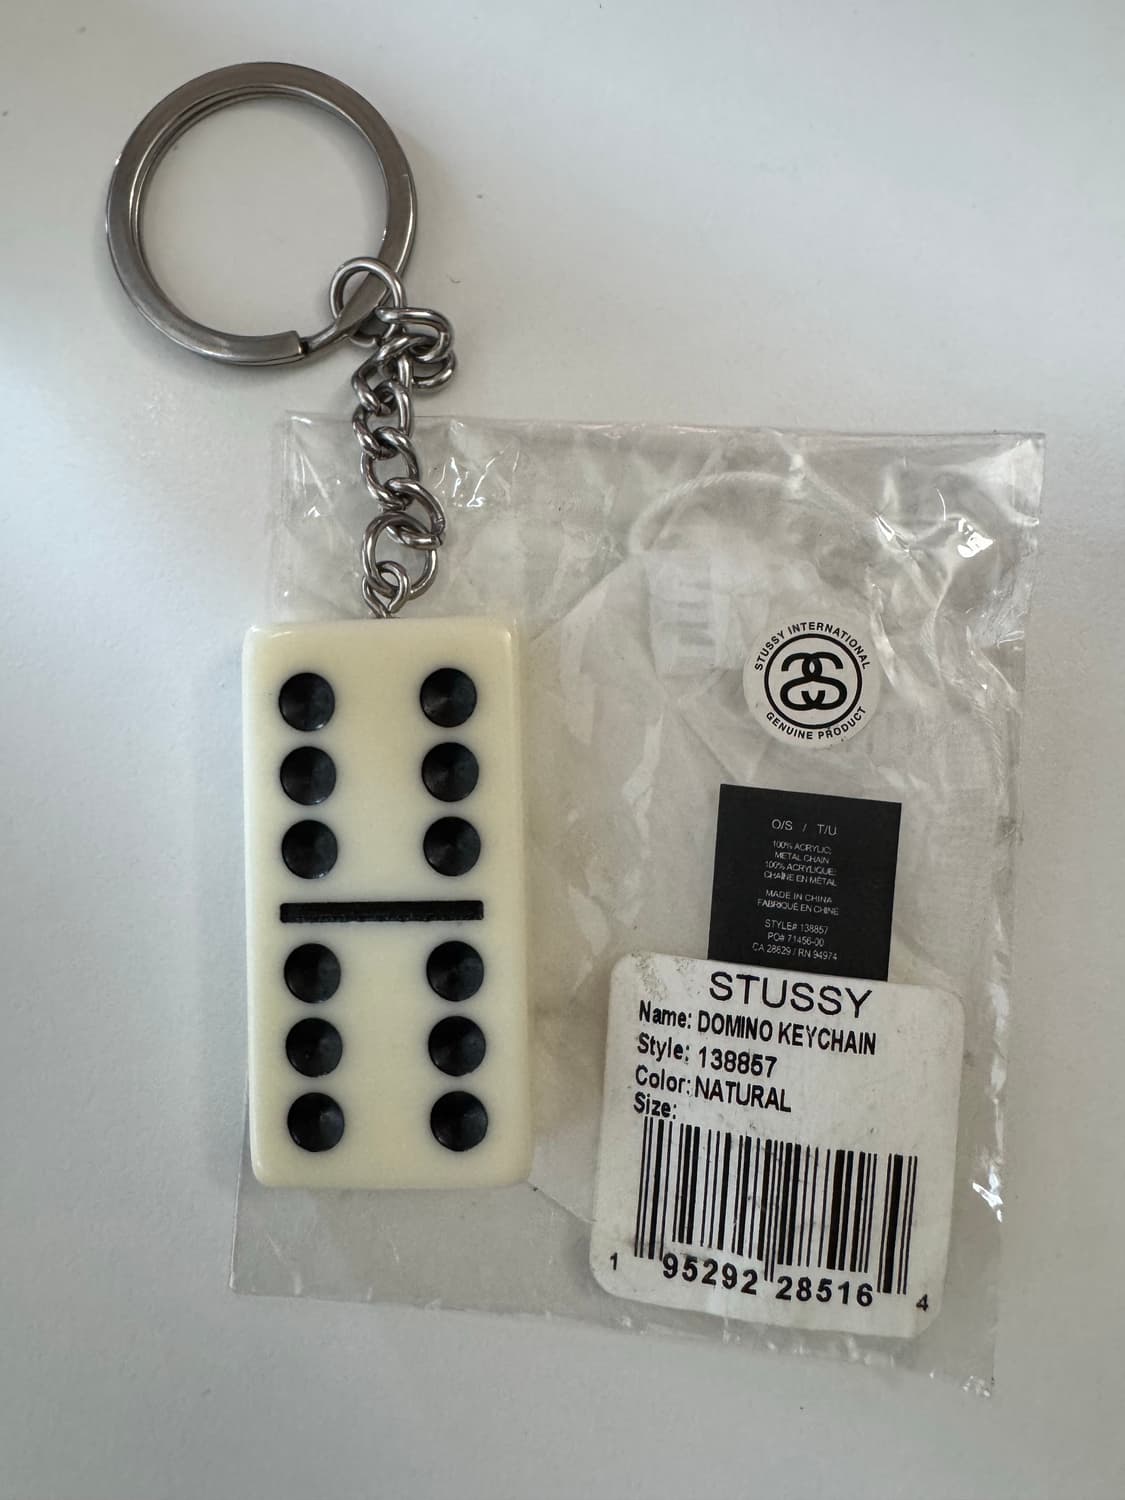 STUSSY INTERNATIONAL
GENUINE PRODUCT
O/S / T/U
100% ACRYLIC;
METAL CHAIN
100% ACRYLIQUE;
CHAÎNE EN MÉTAL
MADE IN CHINA
FABRIQUÉ EN CHINE
STYLE# 138857
PO# 71456-00
CA 28629 / RN 94974
STUSSY
Name: DOMINO KEYCHAIN
Style: 138857
Color: NATURAL
Size:
1 95292 28516 4